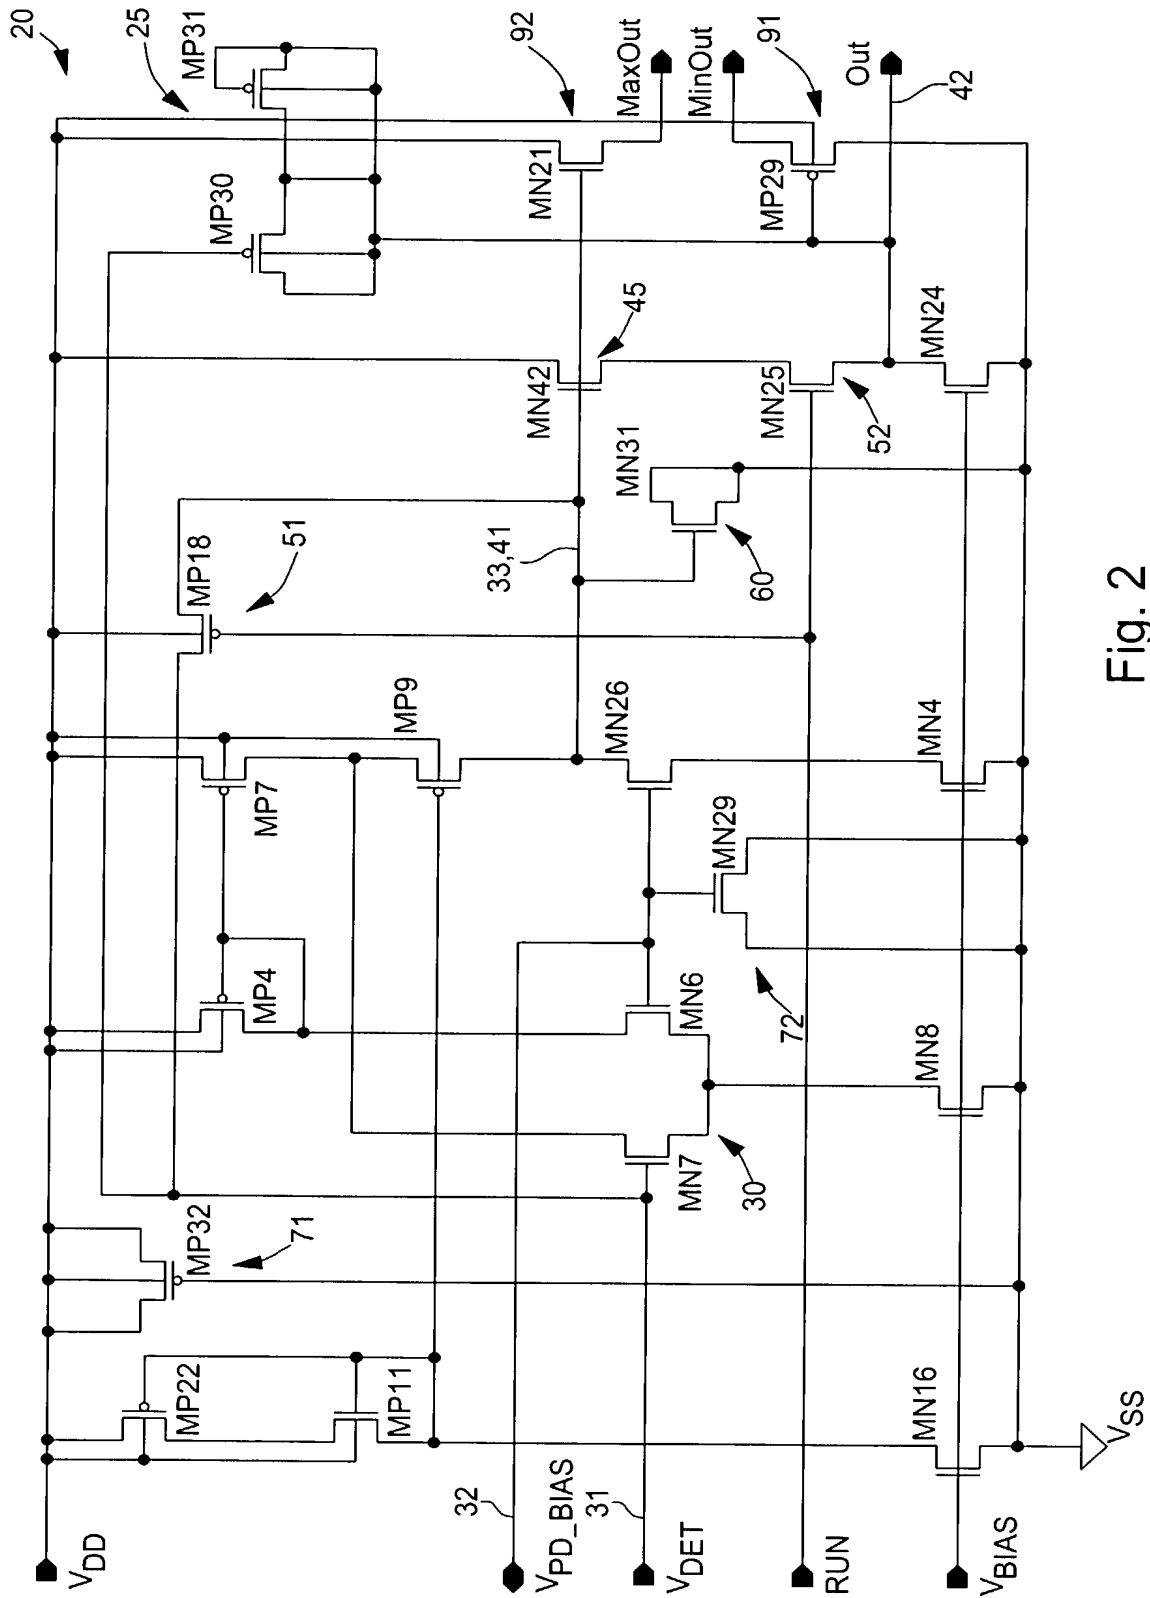 20
25
MP31
92
MaxOut
MinOut
91
Out
42
MP30
MN21
MP29
45
MN42
MN25
MN24
52
MN31
60
33,41
MP18
51
MP9
MN26
MN4
MP7
MN29
MP4
MN6
72
MN8
MN7
30
MP32
71
MP22
MP11
MN16
VSS
VDD
32
VPD_BIAS
31
VDET
RUN
VBIAS
Fig. 2